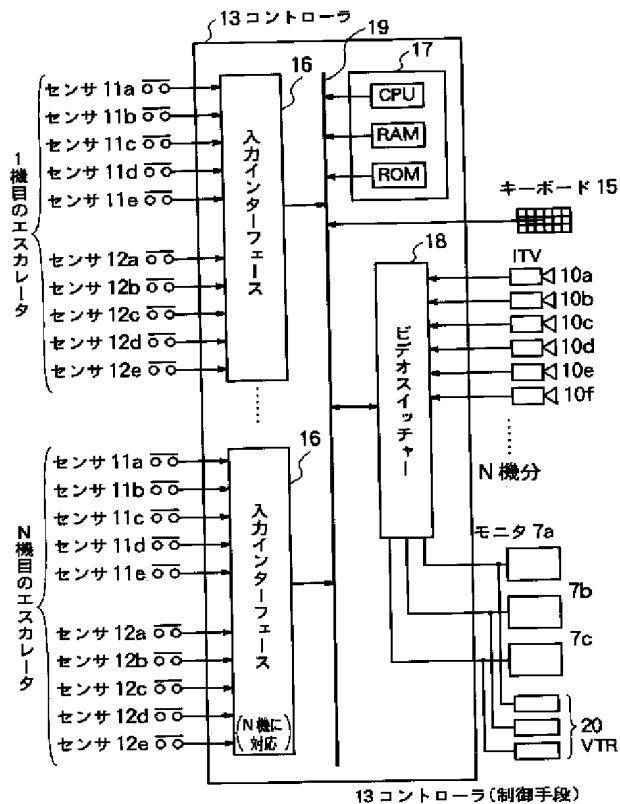 13 コントローラ
19
17
16
センサ 11a
センサ 11b
センサ 11c
センサ 11d
センサ 11e
センサ 12a
センサ 12b
センサ 12c
センサ 12d
センサ 12e
1機目のエスカレータ
入力インターフェース
CPU
RAM
ROM
キーボード 15
18
ITV
10a
10b
10c
10d
10e
10f
N 機分
ビデオスイッチャー
16
センサ 11a
センサ 11b
センサ 11c
センサ 11d
センサ 11e
センサ 12a
センサ 12b
センサ 12c
センサ 12d
センサ 12e
N機目のエスカレータ
入力インターフェース
(N機に対応)
モニタ 7a
7b
7c
20
VTR
13 コントローラ(制御手段)